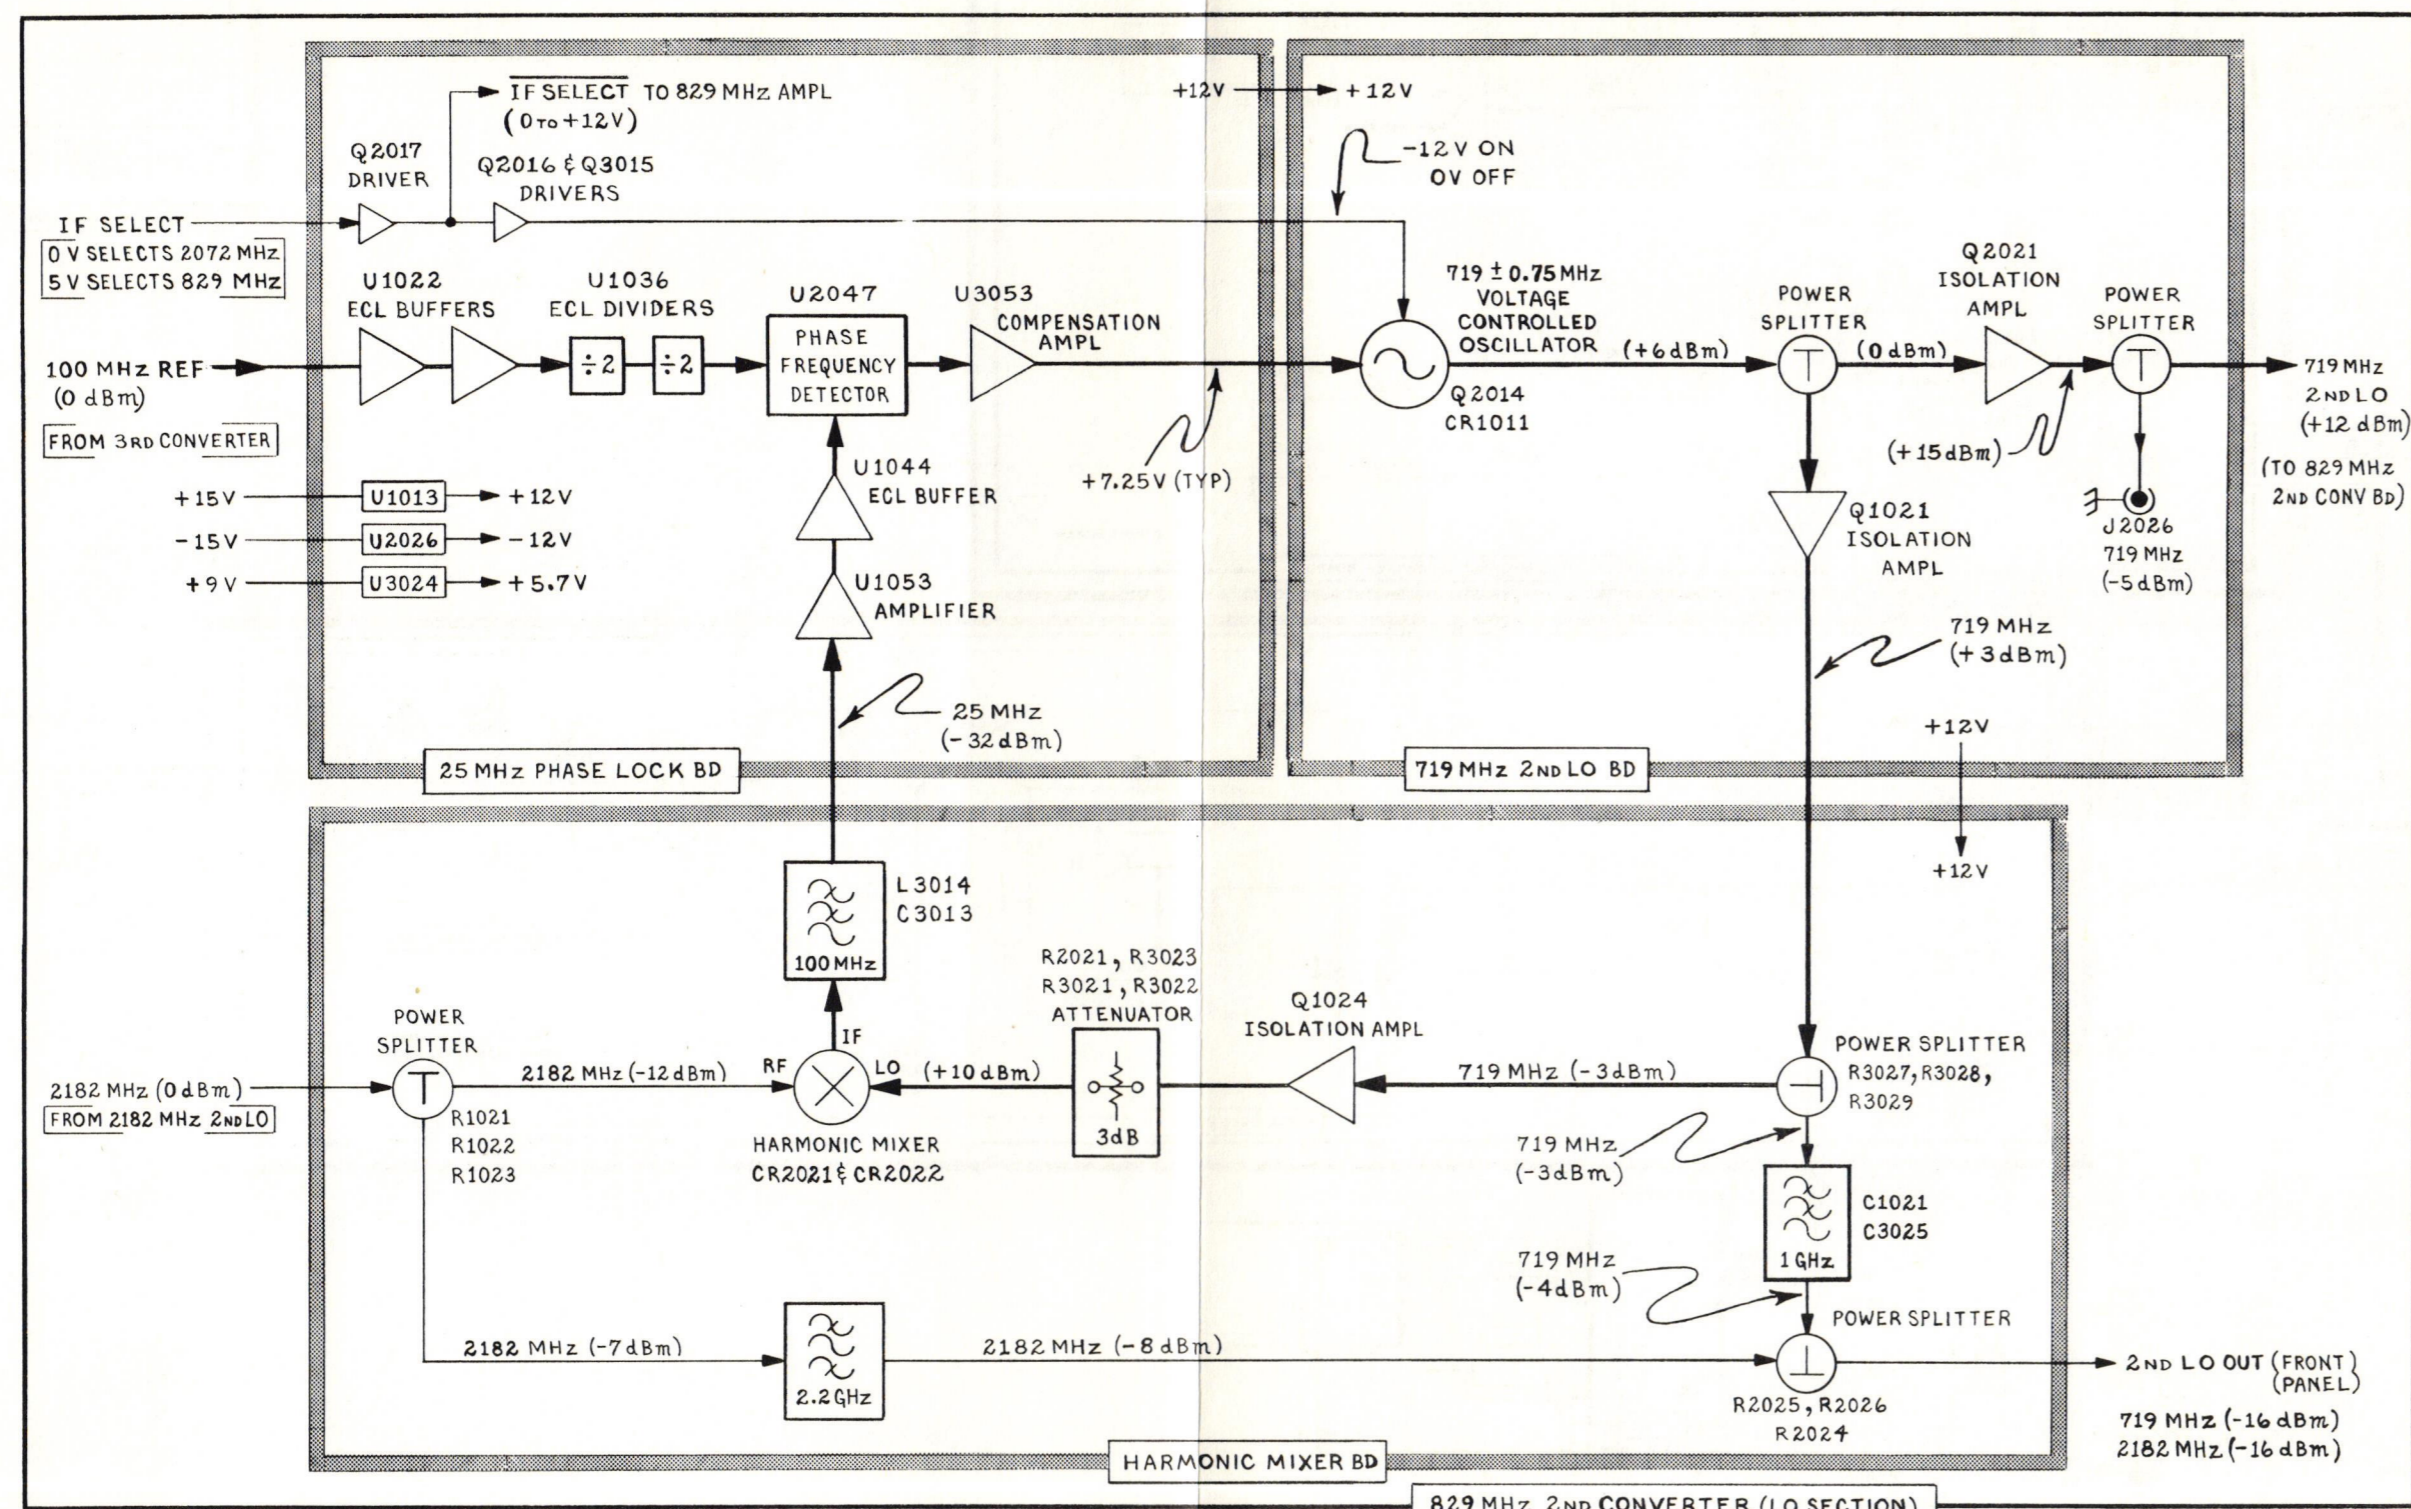 IF SELECT TO 829 MHz AMPL
(0 TO +12V)
Q2017
DRIVER
Q2016 & Q3015
DRIVERS
IF SELECT
0 V SELECTS 2072 MHz
5 V SELECTS 829 MHz
U1022
ECL BUFFERS
U1036
ECL DIVIDERS
÷2
÷2
U2047
PHASE
FREQUENCY
DETECTOR
U3053
COMPENSATION
AMPL
100 MHz REF
(0 dBm)
FROM 3RD CONVERTER
+15V
U1013
+12V
-15V
U2026
-12V
+9V
U3024
+5.7V
U1044
ECL BUFFER
U1053
AMPLIFIER
+7.25V (TYP)
25 MHz
(-32dBm)
25 MHz PHASE LOCK BD
+12V
+12V
-12V ON
0V OFF
719 ± 0.75 MHz
VOLTAGE
CONTROLLED
OSCILLATOR
Q2014
CR1011
(+6dBm)
POWER
SPLITTER
(0dBm)
Q2021
ISOLATION
AMPL
(+15dBm)
POWER
SPLITTER
719 MHz
2ND LO
(+12 dBm)
(TO 829 MHz
2ND CONV BD)
J2026
719 MHz
(-5dBm)
Q1021
ISOLATION
AMPL
719 MHz
(+3dBm)
+12V
719 MHz 2ND LO BD
+12V
L3014
C3013
100MHz
R2021, R3023
R3021, R3022
ATTENUATOR
3dB
Q1024
ISOLATION AMPL
POWER
SPLITTER
R1021
R1022
R1023
2182 MHz (0dBm)
FROM 2182 MHz 2ND LO
2182 MHz (-12dBm)
RF
IF
LO
(+10dBm)
HARMONIC MIXER
CR2021 & CR2022
719 MHz (-3dBm)
POWER SPLITTER
R3027, R3028,
R3029
719 MHz
(-3dBm)
C1021
C3025
1GHz
719 MHz
(-4dBm)
POWER SPLITTER
2182 MHz (-7dBm)
2.2GHz
2182 MHz (-8dBm)
R2025, R2026
R2024
2ND LO OUT (FRONT
PANEL)
719 MHz (-16 dBm)
2182 MHz (-16 dBm)
HARMONIC MIXER BD
829 MHz 2ND CONVERTER (LO SECTION)